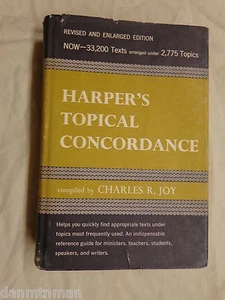 REVISED AND ENLARGED EDITION
NOW—33,200 Texts arranged under 2,775 Topics
HARPER'S
TOPICAL
CONCORDANCE
compiled by CHARLES R. JOY
Helps you quickly find appropriate texts under
topics most frequently used. An indispensable
reference guide for ministers, teachers, students,
speakers, and writers.
danmtnman